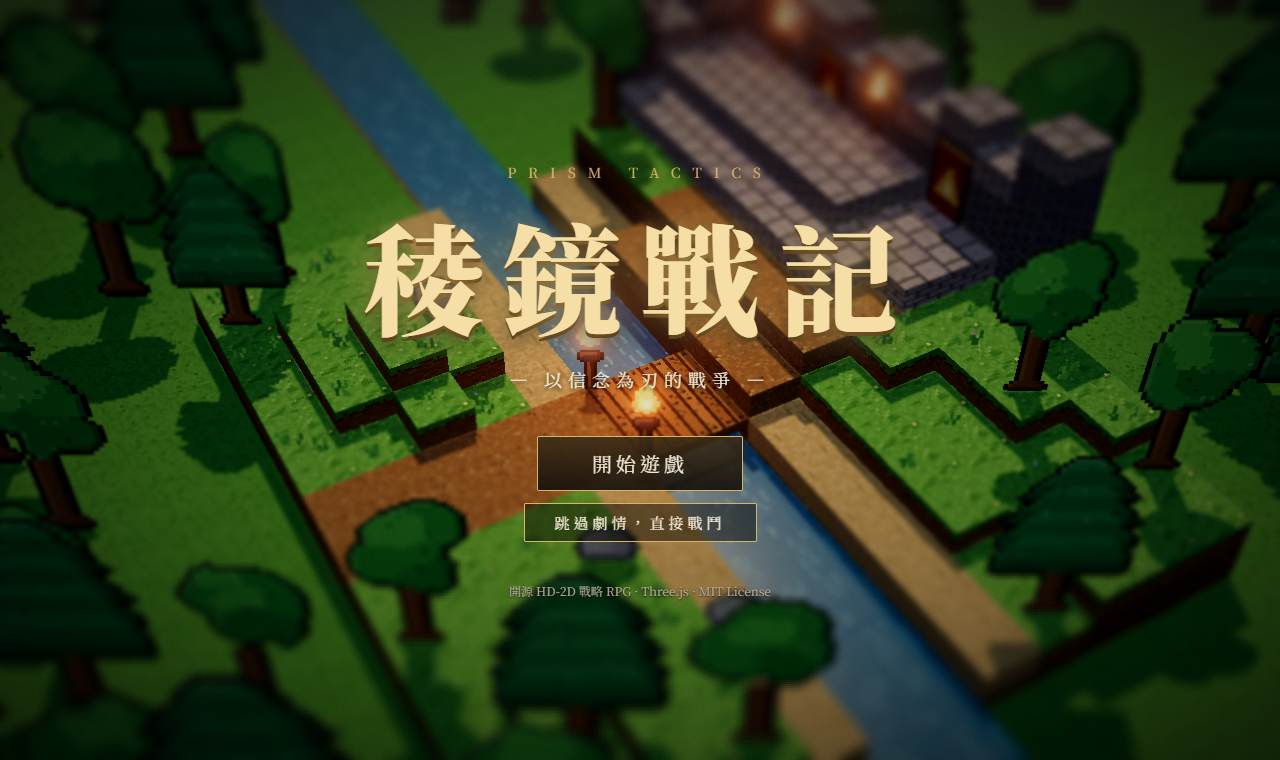 PRISM TACTICS
稜鏡戰記
— 以信念為刃的戰爭 —
開始遊戲
跳過劇情，直接戰鬥
開源 HD-2D 戰略 RPG · Three.js · MIT License